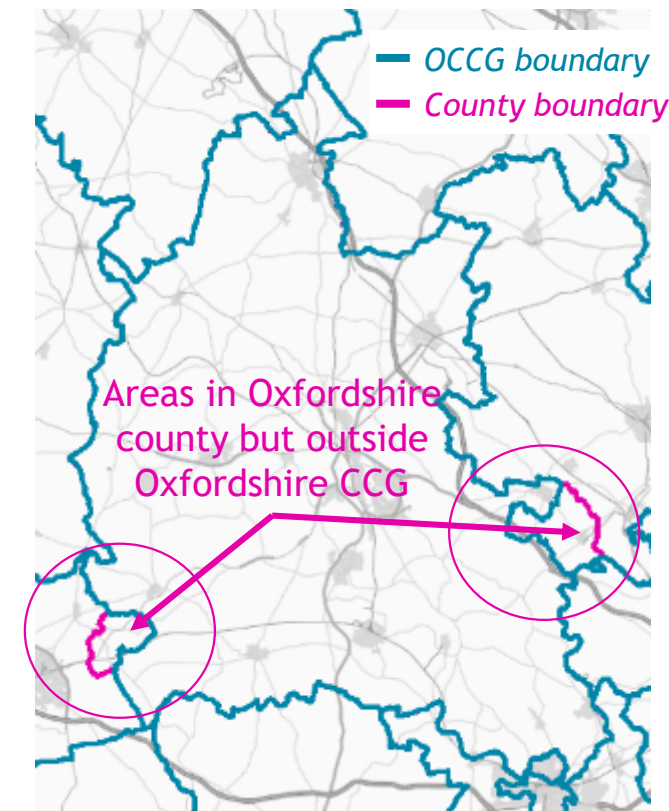 OCCG boundary
County boundary
Areas in Oxfordshire
county but outside
Oxfordshire CCG